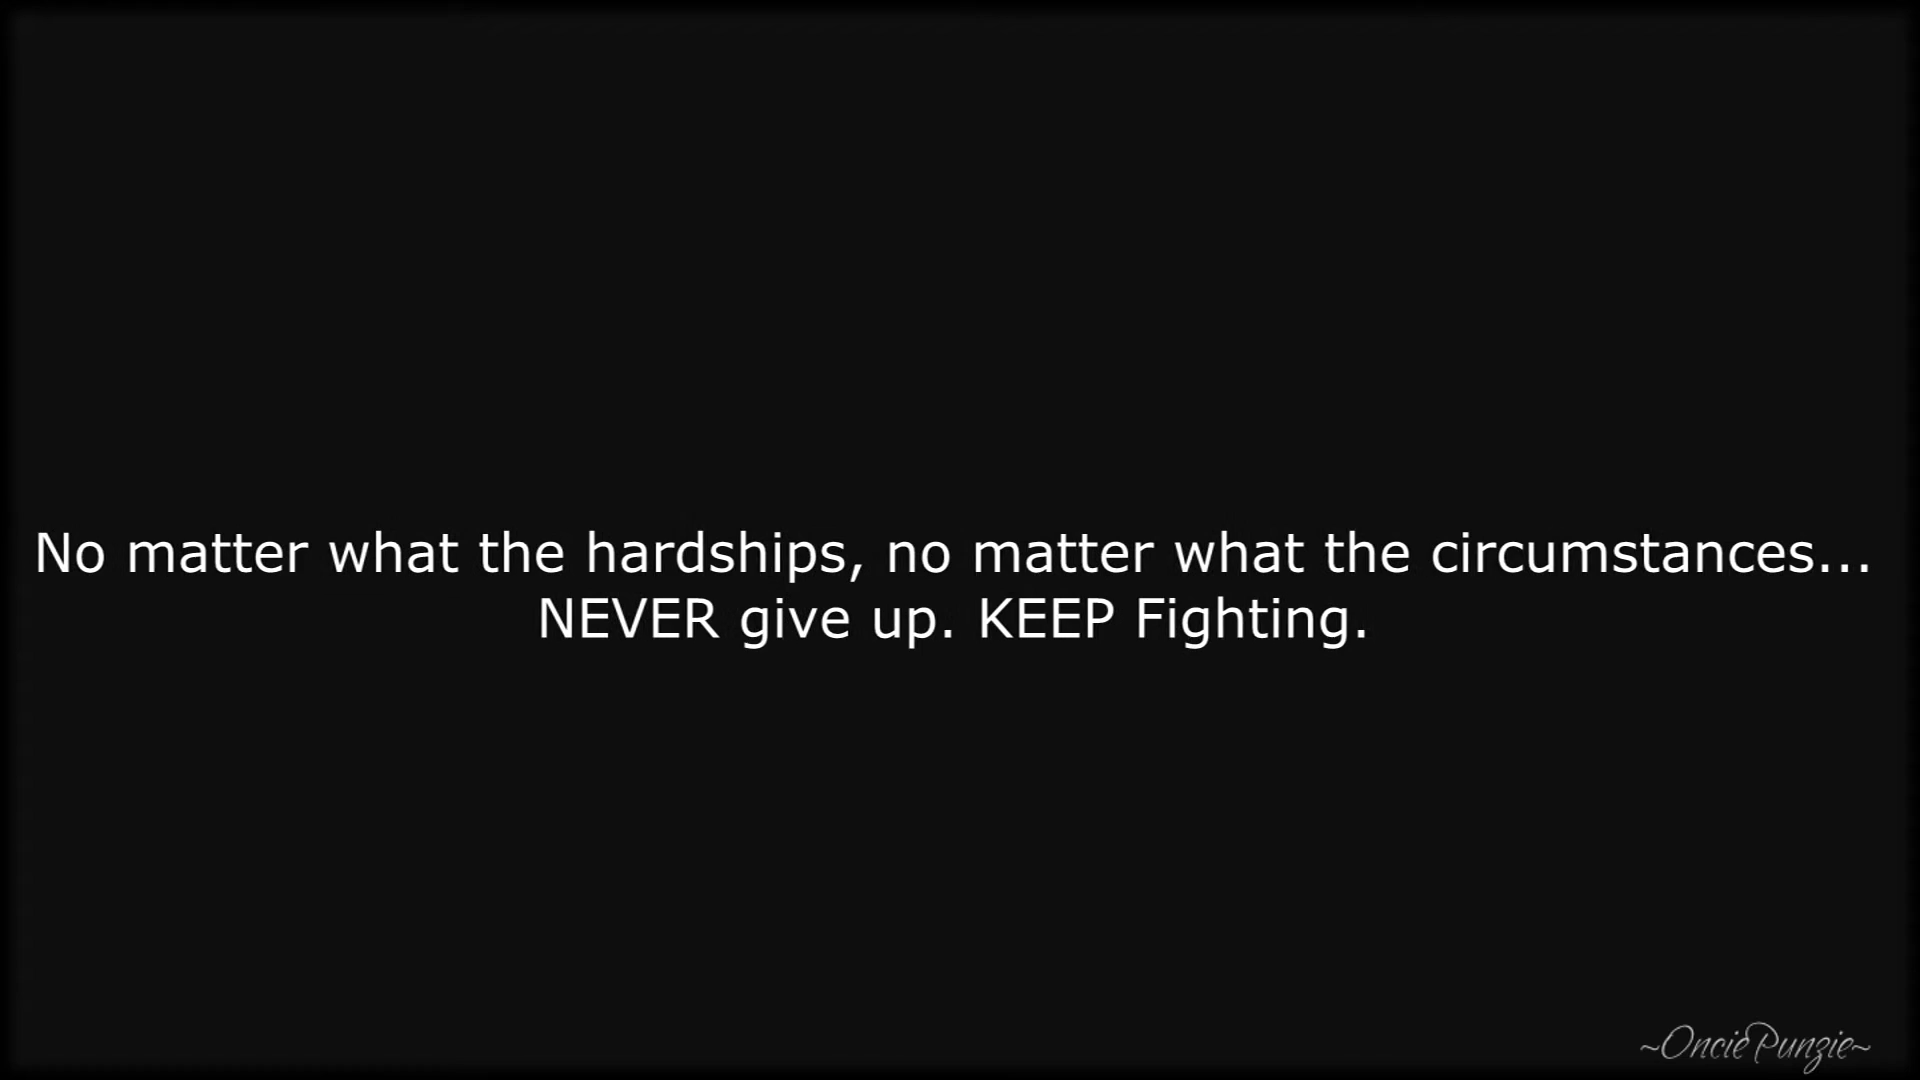 No matter what the hardships, no matter what the circumstances...
NEVER give up. KEEP Fighting.
~OnciePunzie~